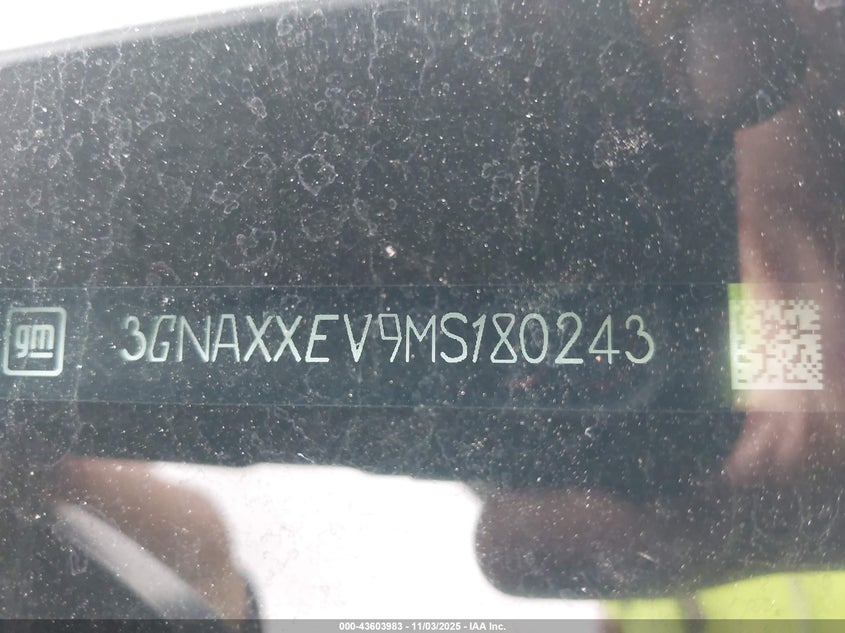 gm 3GNAXXEV9MS180243
000-43603983 - 11/03/2025 - IAA Inc.